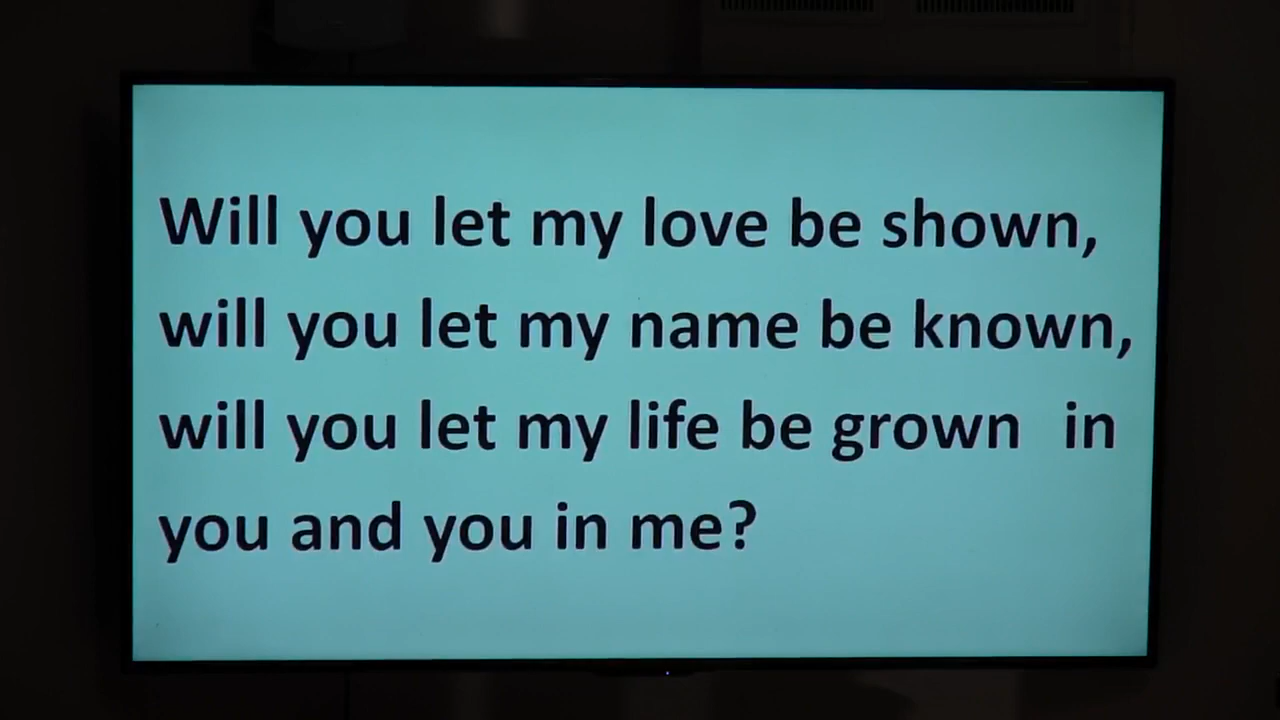 Will you let my love be shown,
will you let my name be known,
will you let my life be grown in
you and you in me?